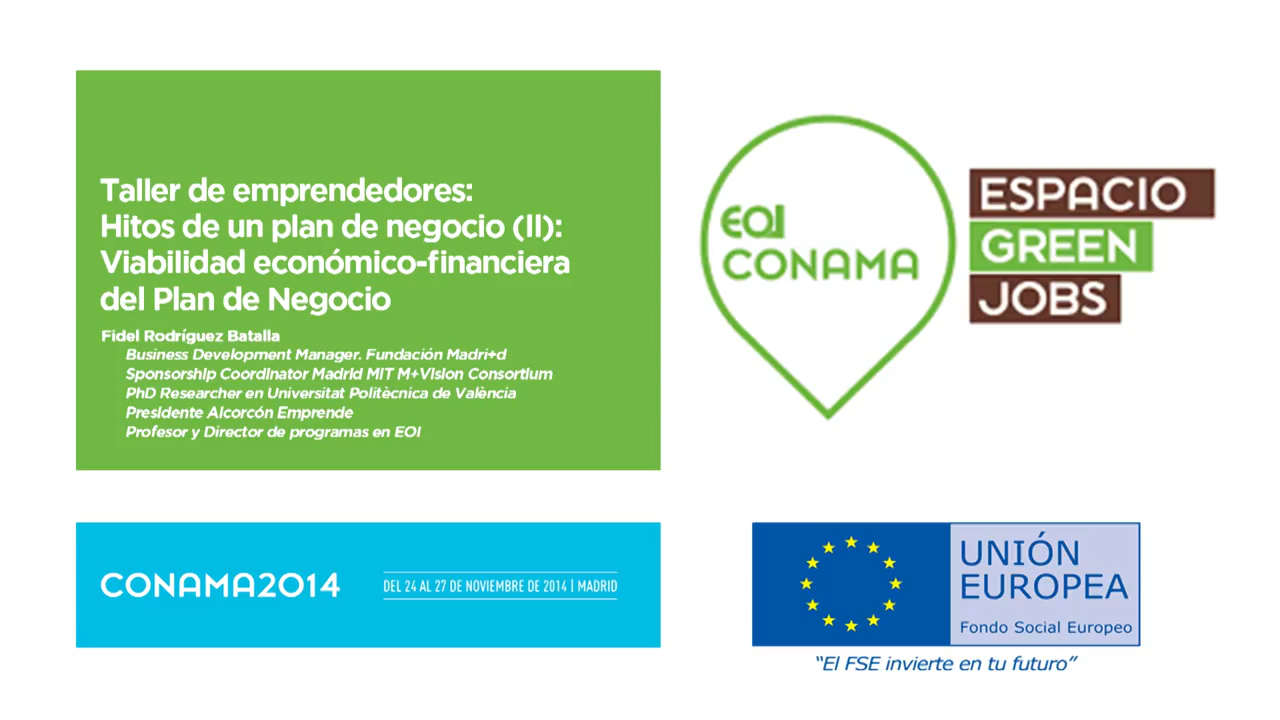 Taller de emprendedores:
Hitos de un plan de negocio (II):
Viabilidad económico-financiera
del Plan de Negocio
Fidel Rodríguez Batalla
Business Development Manager. Fundación Madri+d
Sponsorship Coordinator Madrid MIT M+Vision Consortium
PhD Researcher en Universitat Politècnica de València
Presidente Alcorcón Emprende
Profesor y Director de programas en EOI
EOI
CONAMA
ESPACIO
GREEN
JOBS
CONAMA2014
DEL 24 AL 27 DE NOVIEMBRE DE 2014 | MADRID
UNIÓN
EUROPEA
Fondo Social Europeo
“El FSE invierte en tu futuro”